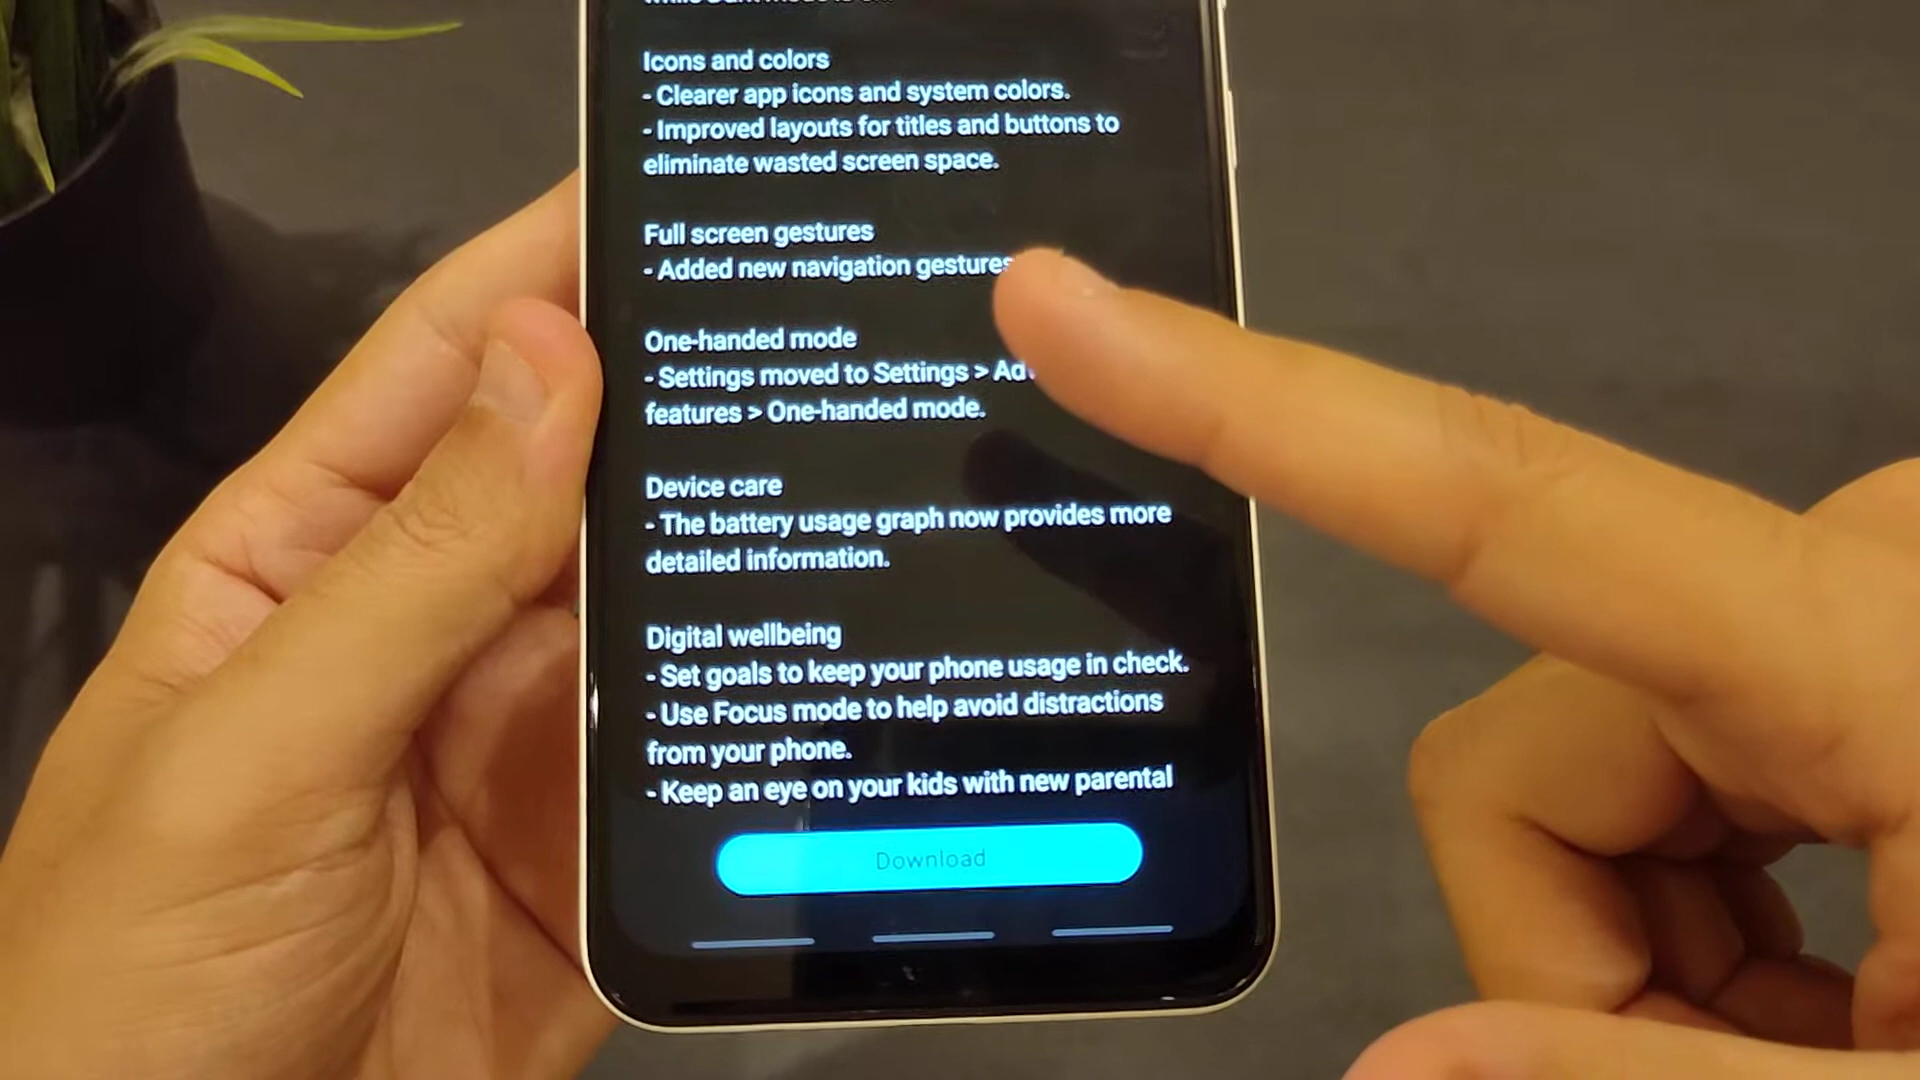 Icons and colors
- Clearer app icons and system colors.
- Improved layouts for titles and buttons to
eliminate wasted screen space.
Full screen gestures
- Added new navigation gestures
One-handed mode
- Settings moved to Settings >
features > One-handed mode.
Device care
- The battery usage graph now provides more
detailed information.
Digital wellbeing
- Set goals to keep your phone usage in check.
- Use Focus mode to help avoid distractions
from your phone.
- Keep an eye on your kids with new parental
Download